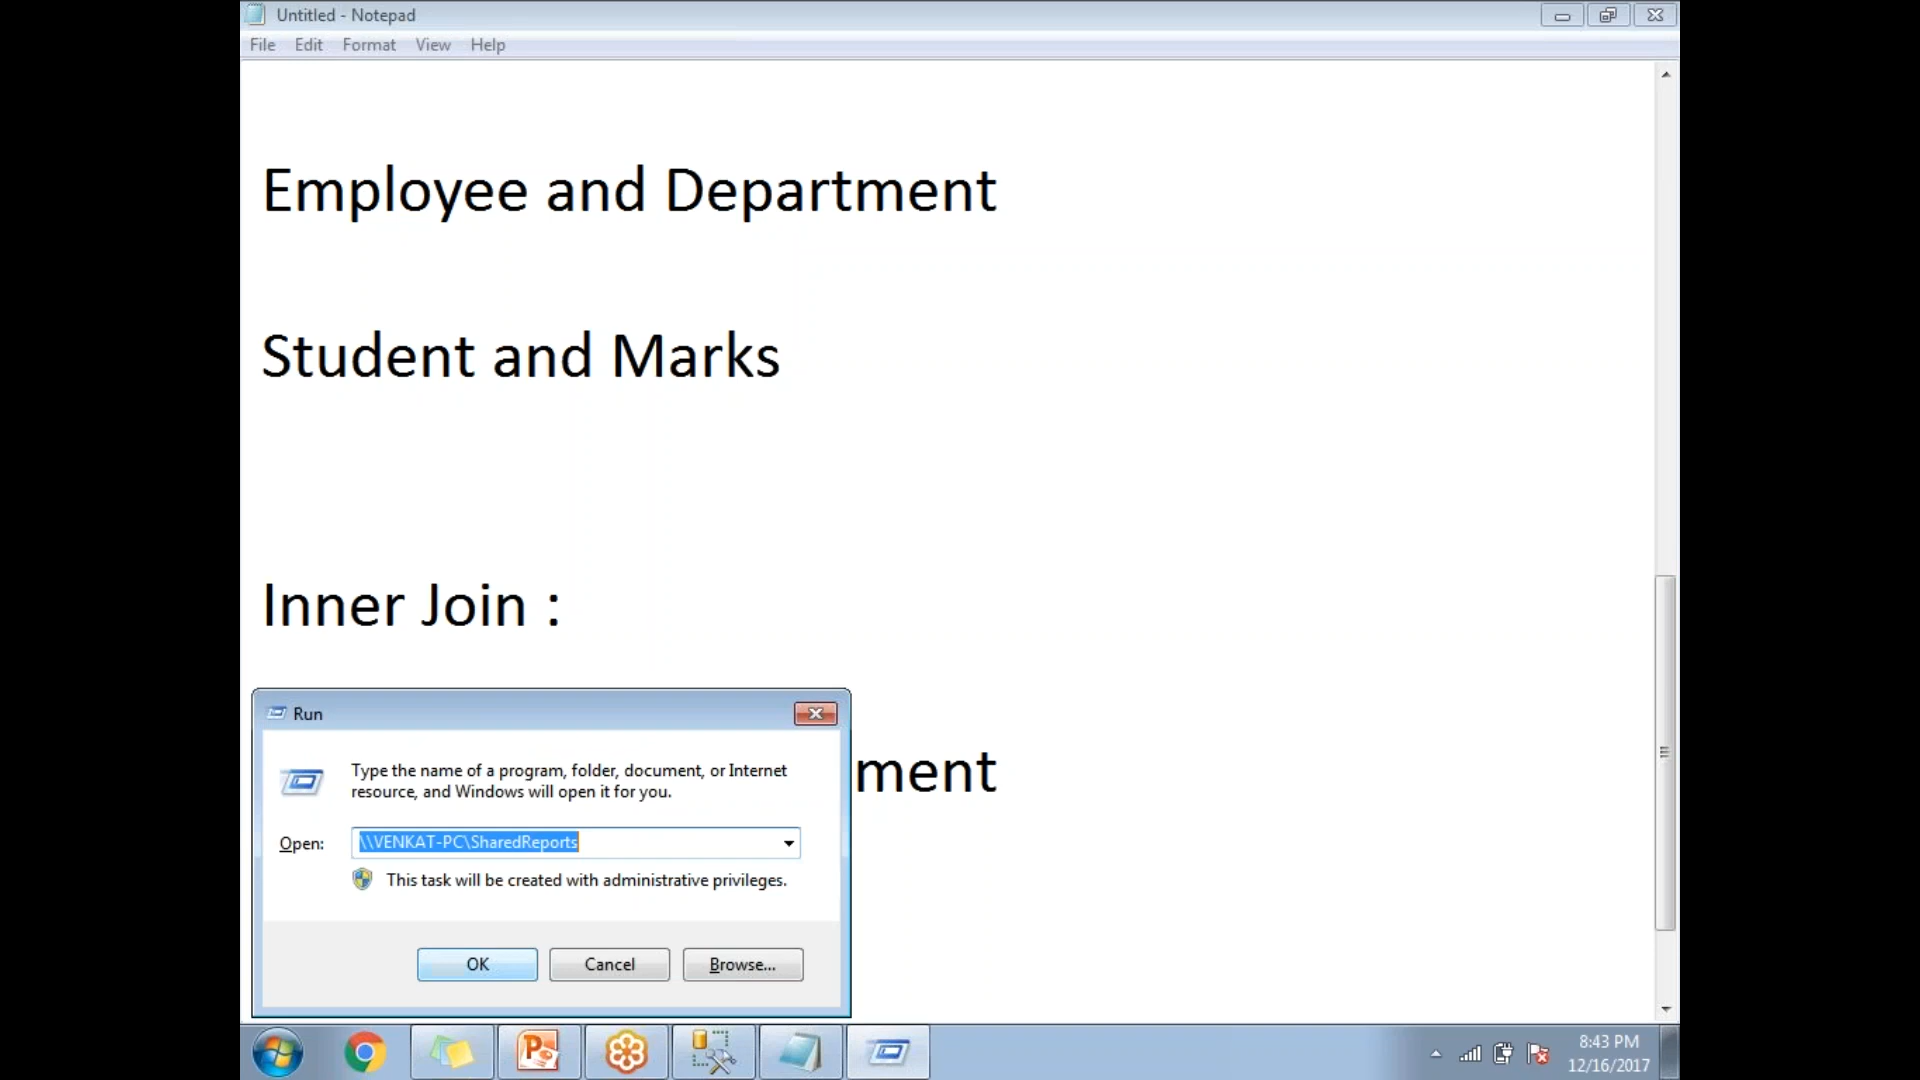 Untitled - Notepad
File Edit Format View Help
Employee and Department
Student and Marks
Inner Join :
ment
Run
Type the name of a program, folder, document, or Internet
resource, and Windows will open it for you.
Open: \\VENKAT-PC\SharedReports
This task will be created with administrative privileges.
OK Cancel Browse...
8:43 PM
12/16/2017